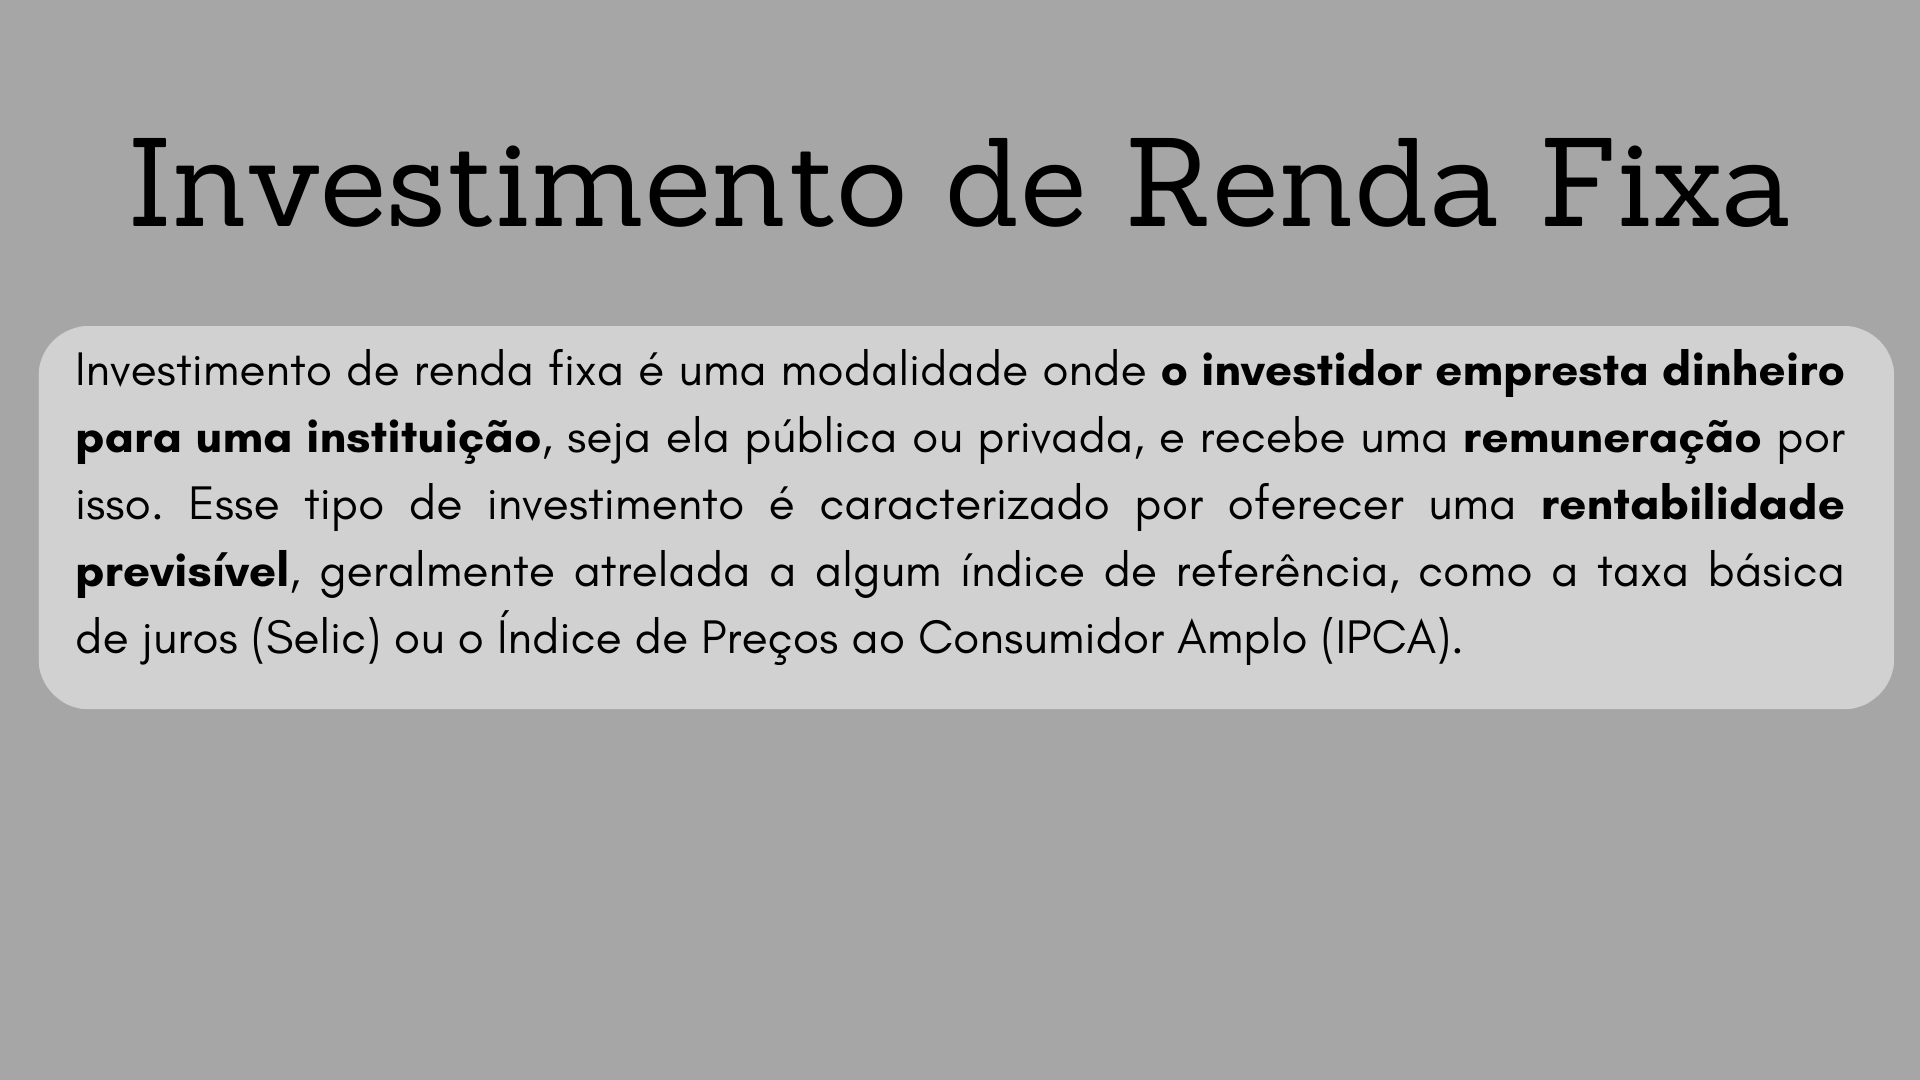 Investimento de Renda Fixa
Investimento de renda fixa é uma modalidade onde o investidor empresta dinheiro
para uma instituição, seja ela pública ou privada, e recebe uma remuneração por
isso. Esse tipo de investimento é caracterizado por oferecer uma rentabilidade
previsível, geralmente atrelada a algum índice de referência, como a taxa básica
de juros (Selic) ou o Índice de Preços ao Consumidor Amplo (IPCA).